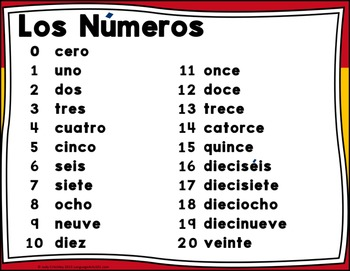 Los Números
0 cero
1 uno
2 dos
3 tres
4 cuatro
5 cinco
6 seis
7 siete
8 ocho
9 neuve
10 diez
11 once
12 doce
13 trece
14 catorce
15 quince
16 dieciséis
17 diecisiete
18 dieciocho
19 diecinueve
20 veinte